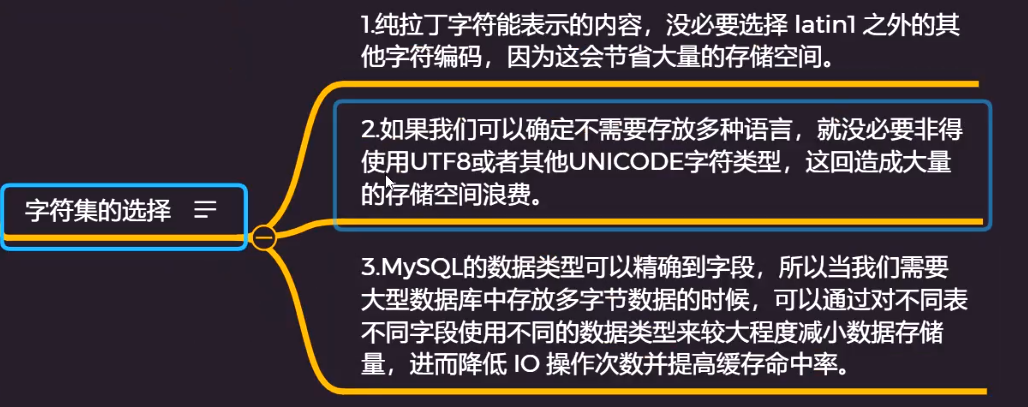 1.纯拉丁字符能表示的内容，没必要选择 latin1 之外的其
他字符编码，因为这会节省大量的存储空间。
2.如果我们可以确定不需要存放多种语言，就没必要非得
使用UTF8或者其他UNICODE字符类型，这回造成大量
的存储空间浪费。
字符集的选择
3.MySQL的数据类型可以精确到字段，所以当我们需要
大型数据库中存放多字节数据的时候，可以通过对不同表
不同字段使用不同的数据类型来较大程度减小数据存储
量，进而降低 IO 操作次数并提高缓存命中率。